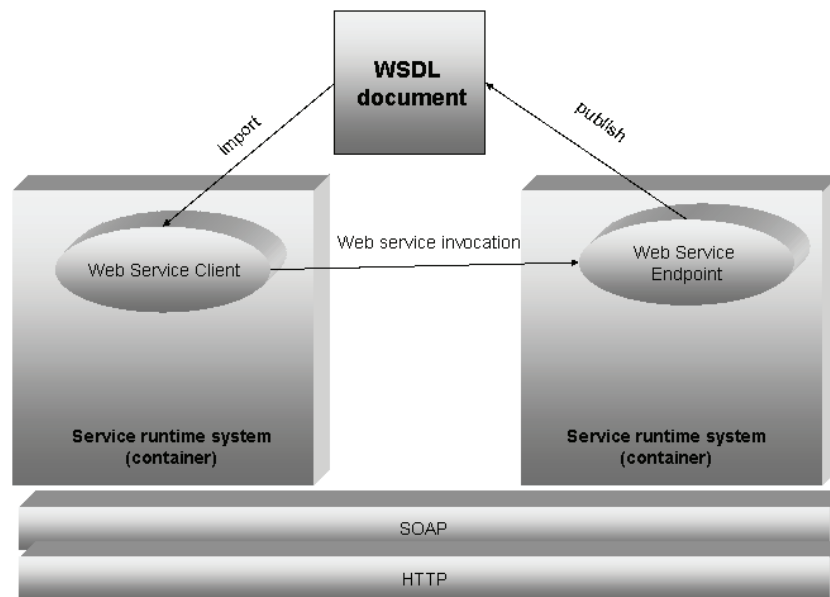 WSDL
document
import
publish
Web service invocation
Web Service Client
Web Service
Endpoint
Service runtime system
(container)
Service runtime system
(container)
SOAP
HTTP